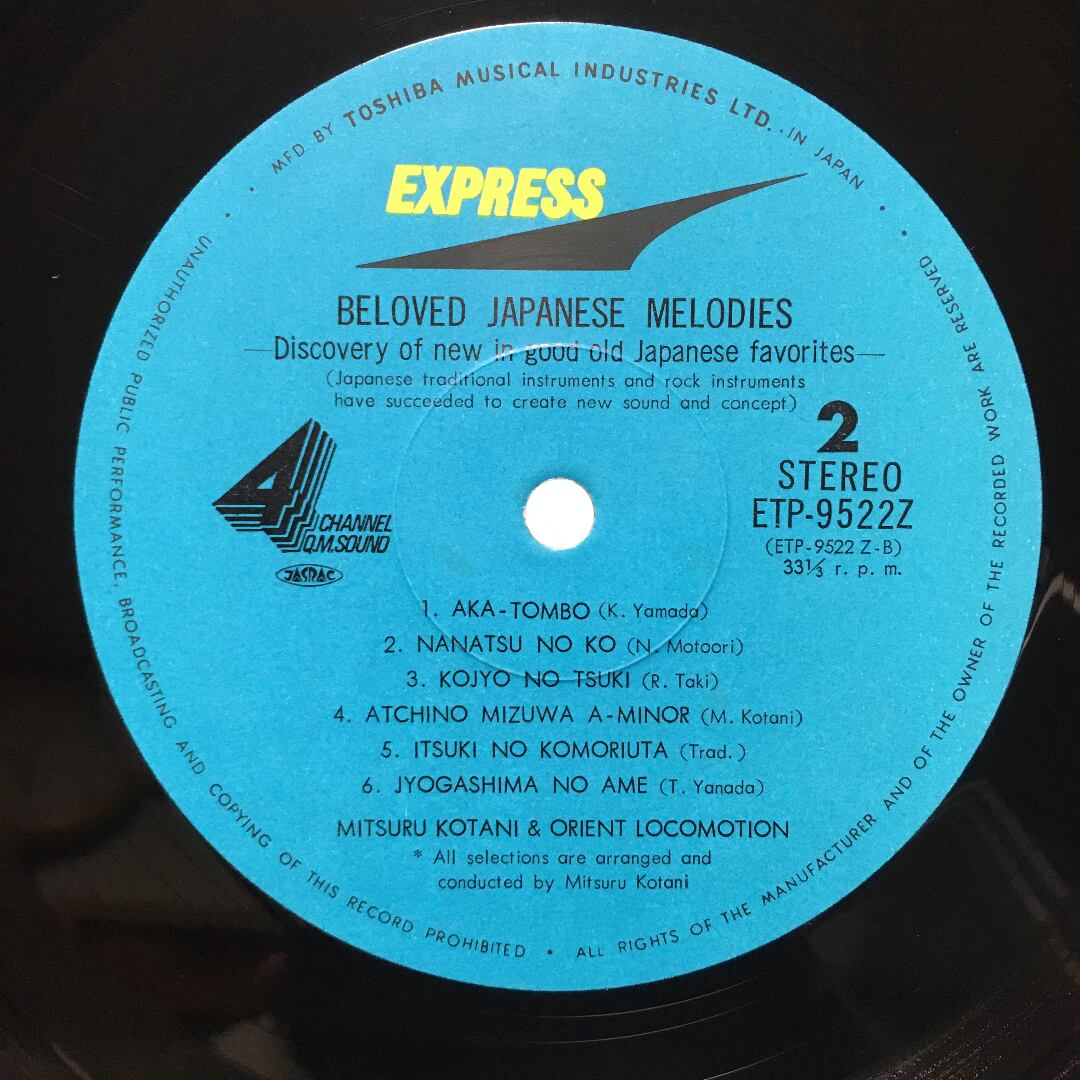 MFD. BY TOSHIBA MUSICAL INDUSTRIES LTD. IN JAPAN
EXPRESS
BELOVED JAPANESE MELODIES
—Discovery of new in good old Japanese favorites—
(Japanese traditional instruments and rock instruments
have succeeded to create new sound and concept)
4
CHANNEL
Q.M.SOUND
JASRAC
2
STEREO
ETP-9522Z
(ETP-9522 Z-B)
33⅓ r. p. m.
1. AKA-TOMBO (K. Yamada)
2. NANATSU NO KO (N. Motoori)
3. KOJYO NO TSUKI (R. Taki)
4. ATCHINO MIZUWA A-MINOR (M. Kotani)
5. ITSUKI NO KOMORIUTA (Trad.)
6. JYOGASHIMA NO AME (T. Yanada)
MITSURU KOTANI & ORIENT LOCOMOTION
* All selections are arranged and
conducted by Mitsuru Kotani
UNAUTHORIZED PUBLIC PERFORMANCE, BROADCASTING AND COPYING OF THIS RECORD PROHIBITED • ALL RIGHTS OF THE MANUFACTURER AND OF THE OWNER OF THE RECORDED WORK ARE RESERVED